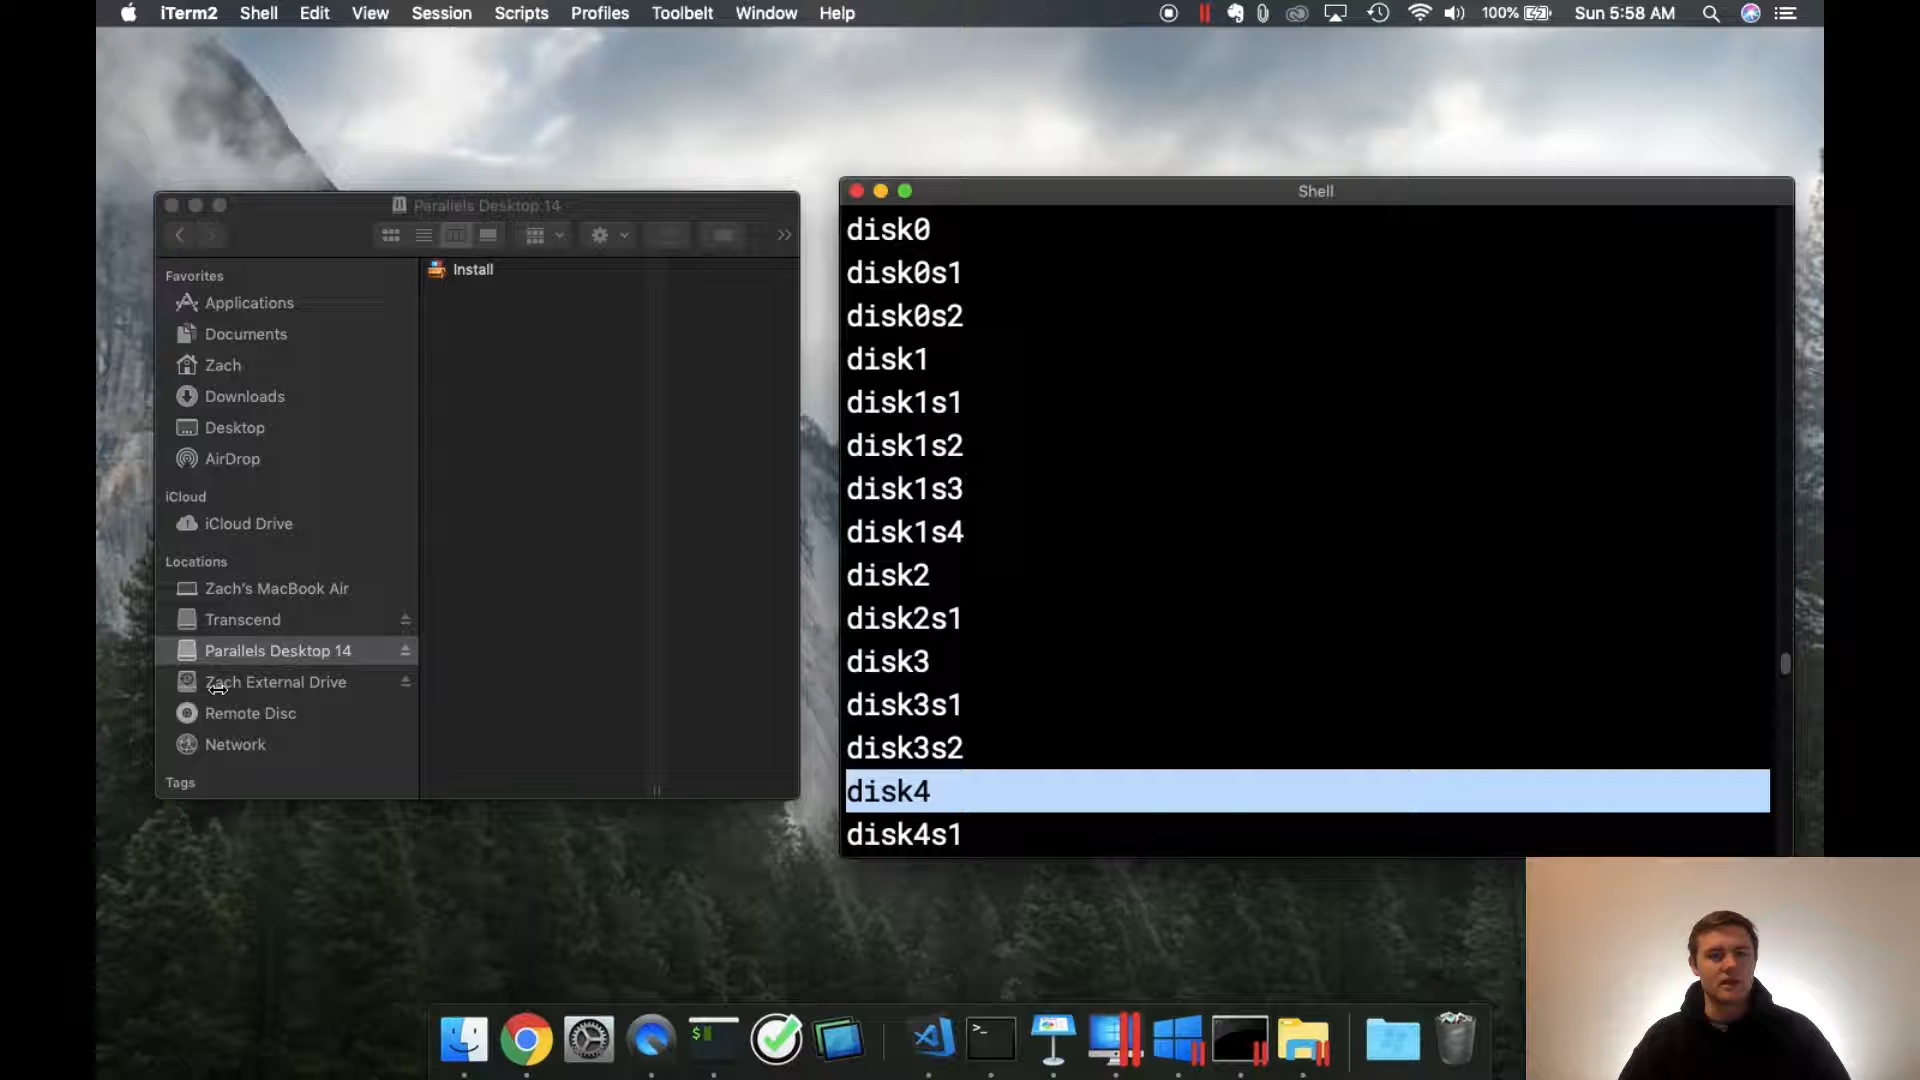 iTerm2 Shell Edit View Session Scripts Profiles Toolbelt Window Help 100% Sun 5:58 AM
Parallels Desktop 14
Favorites
Applications
Documents
Zach
Downloads
Desktop
AirDrop
iCloud
iCloud Drive
Locations
Zach's MacBook Air
Transcend
Parallels Desktop 14
Zach External Drive
Remote Disc
Network
Tags
Install
Shell
disk0
disk0s1
disk0s2
disk1
disk1s1
disk1s2
disk1s3
disk1s4
disk2
disk2s1
disk3
disk3s1
disk3s2
disk4
disk4s1